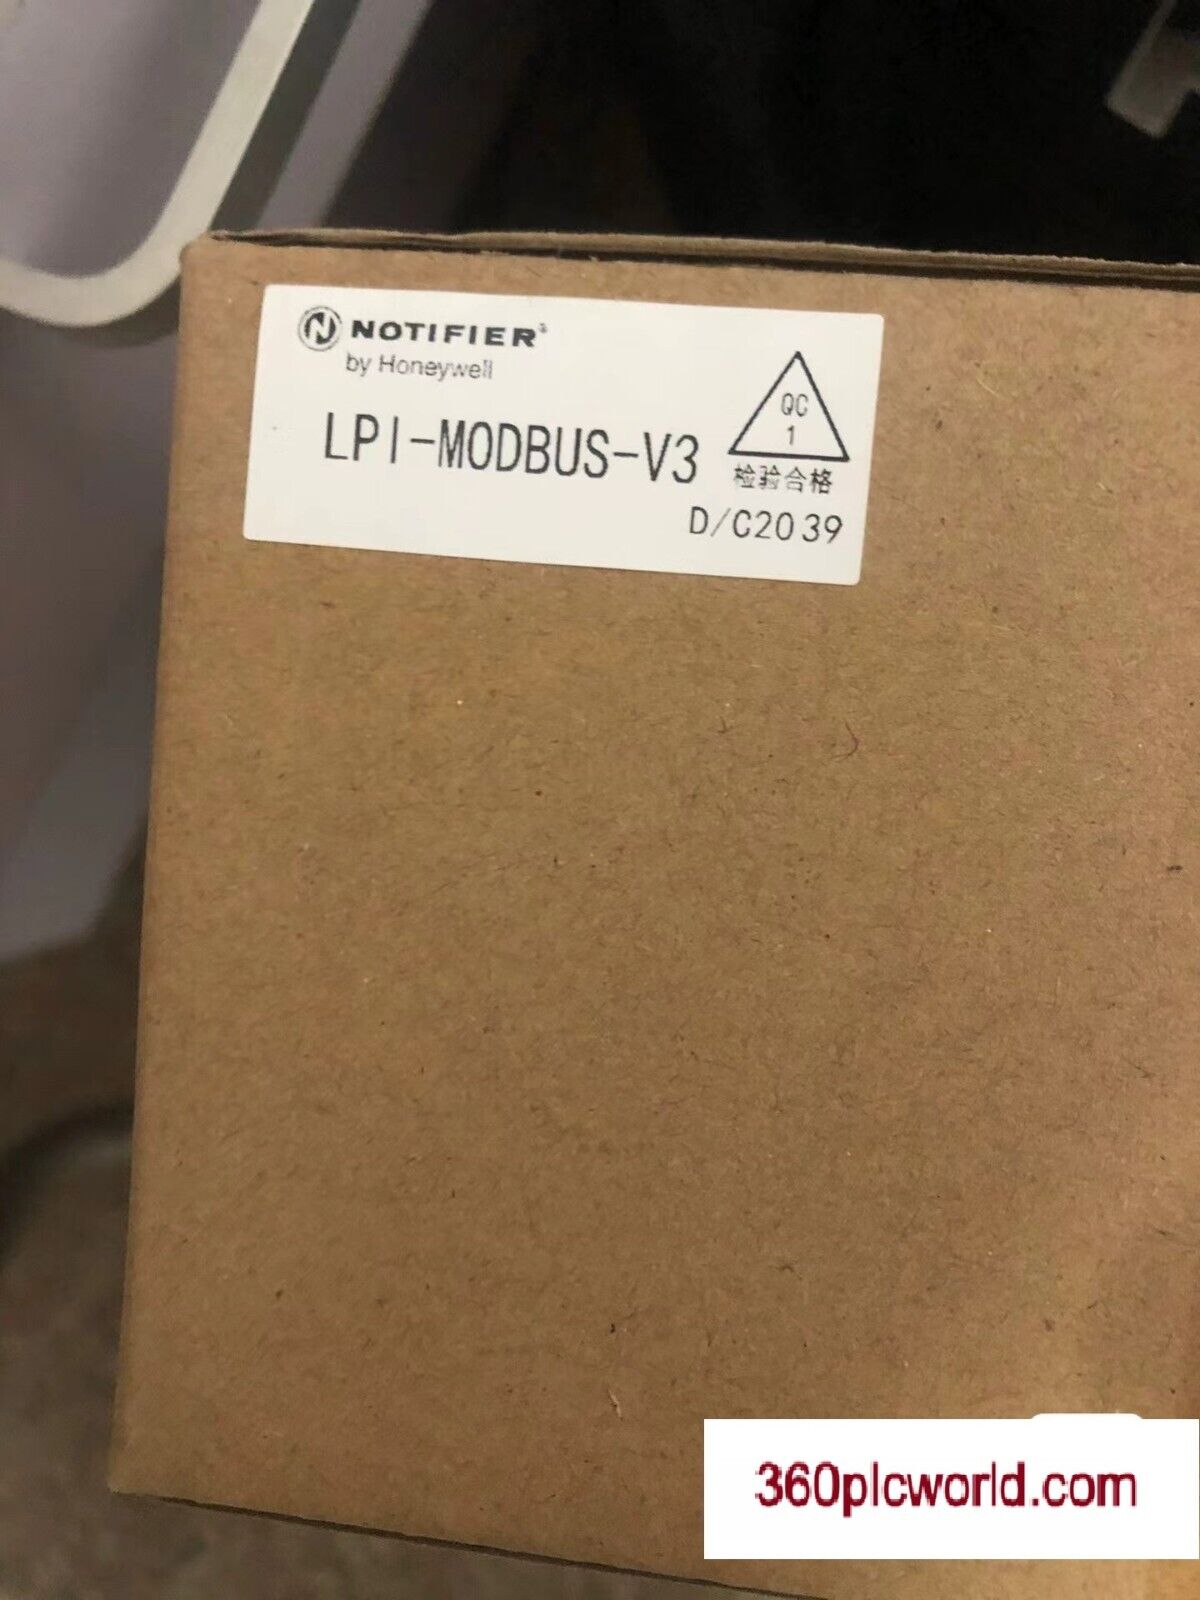 NOTIFIER
by Honeywell
LPI-MODBUS-V3
QC
1
检验合格
D/C2039
360plcworld.com